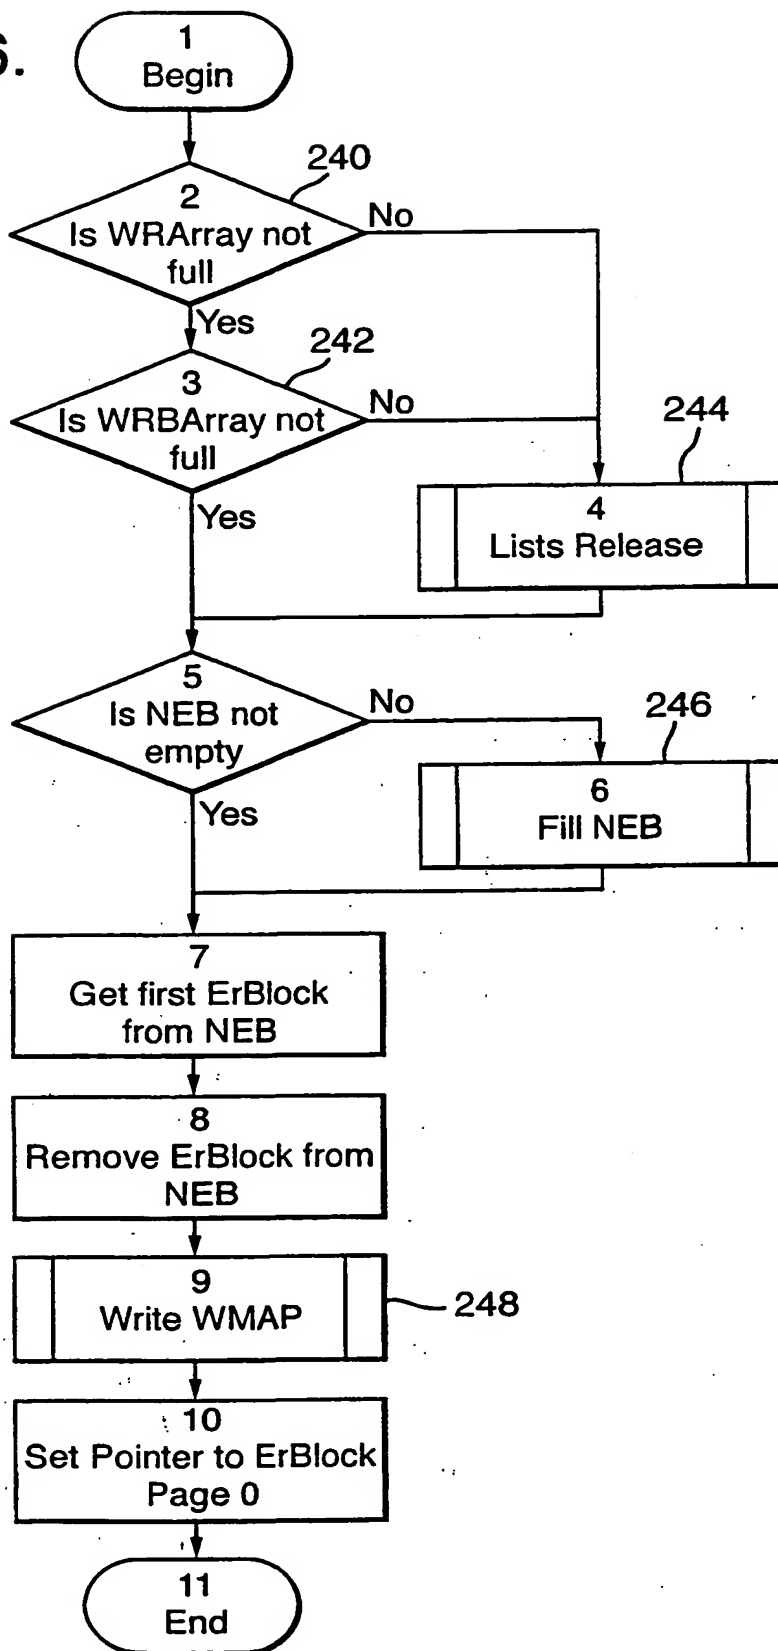 6.
1
Begin
240
2
Is WRArray not
full
No
Yes
242
3
Is WRBArray not
full
No
Yes
244
4
Lists Release
5
Is NEB not
empty
No
Yes
246
6
Fill NEB
7
Get first ErBlock
from NEB
8
Remove ErBlock from
NEB
9
Write WMAP
248
10
Set Pointer to ErBlock
Page 0
11
End